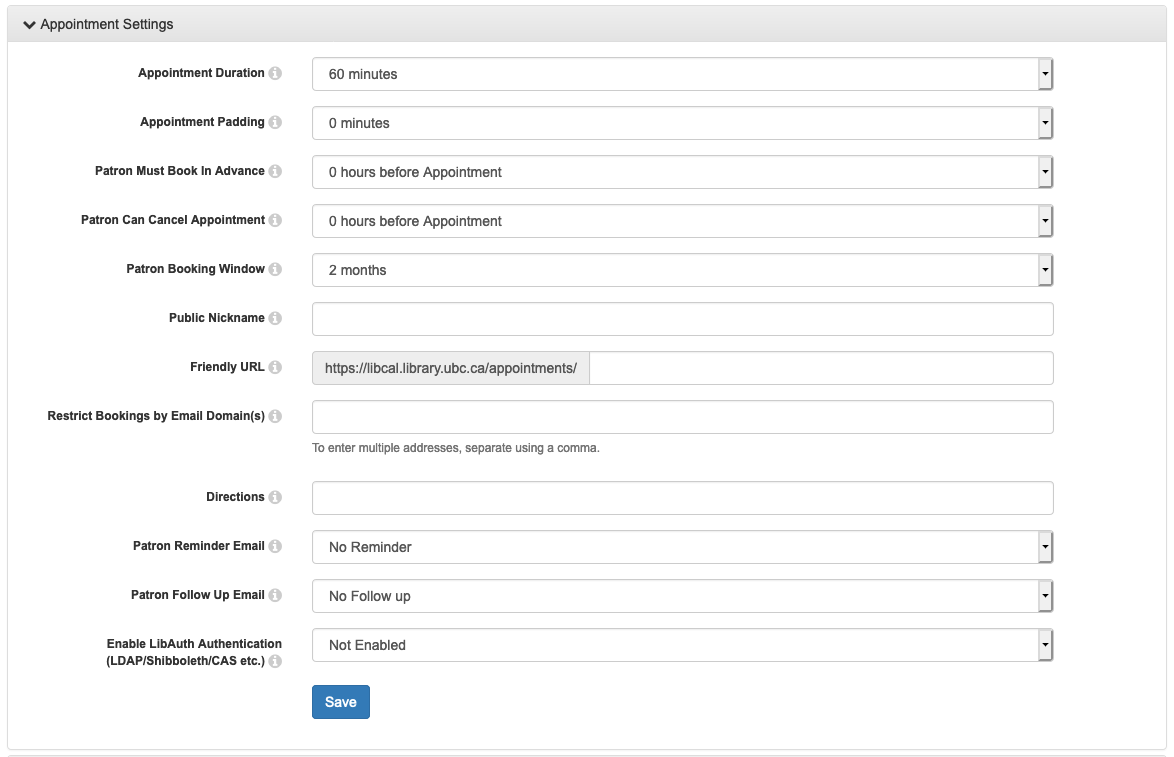 Appointment Settings
Appointment Duration
60 minutes
Appointment Padding
0 minutes
Patron Must Book In Advance
0 hours before Appointment
Patron Can Cancel Appointment
0 hours before Appointment
Patron Booking Window
2 months
Public Nickname
Friendly URL
https://libcal.library.ubc.ca/appointments/
Restrict Bookings by Email Domain(s)
To enter multiple addresses, separate using a comma.
Directions
Patron Reminder Email
No Reminder
Patron Follow Up Email
No Follow up
Enable LibAuth Authentication
(LDAP/Shibboleth/CAS etc.)
Not Enabled
Save